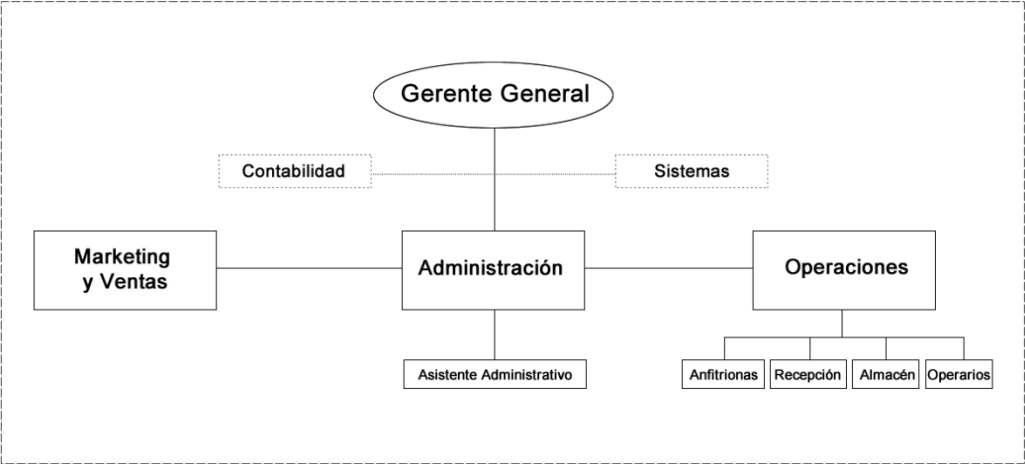 Gerente General
Contabilidad
Sistemas
Marketing
y Ventas
Administración
Operaciones
Asistente Administrativo
Anfitrionas
Recepción
Almacén
Operarios